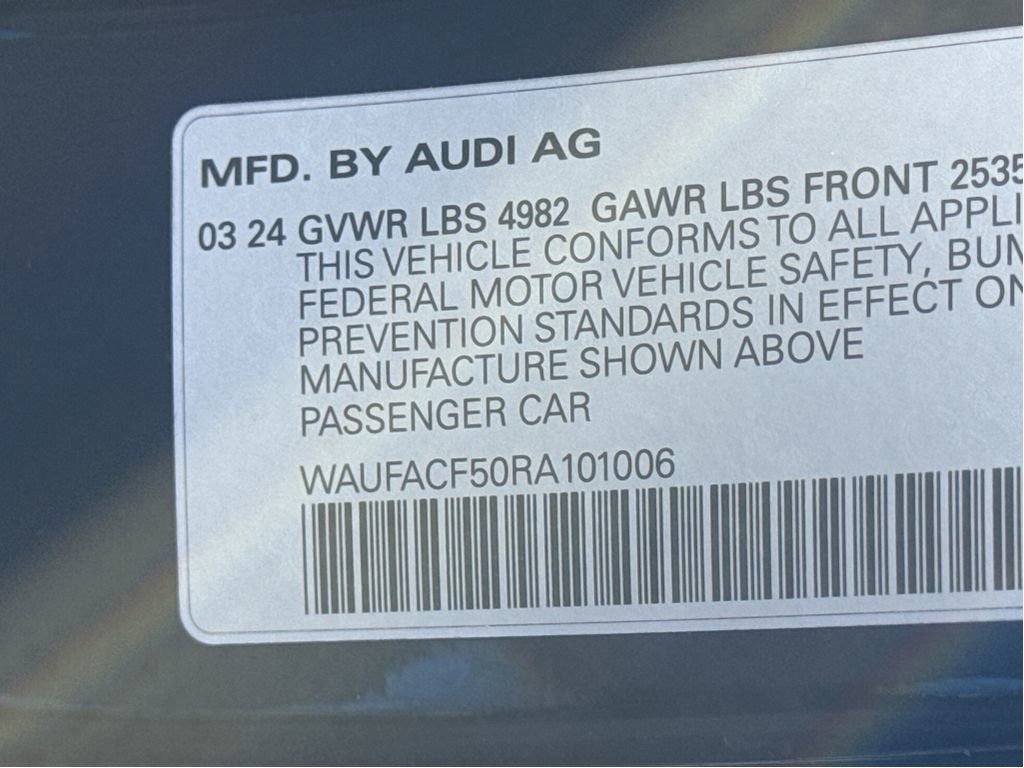 MFD. BY AUDI AG
03 24 GVWR LBS 4982 GAWR LBS FRONT 2535
THIS VEHICLE CONFORMS TO ALL APPLI
FEDERAL MOTOR VEHICLE SAFETY, BUM
PREVENTION STANDARDS IN EFFECT ON
MANUFACTURE SHOWN ABOVE
PASSENGER CAR
WAUFACF50RA101006